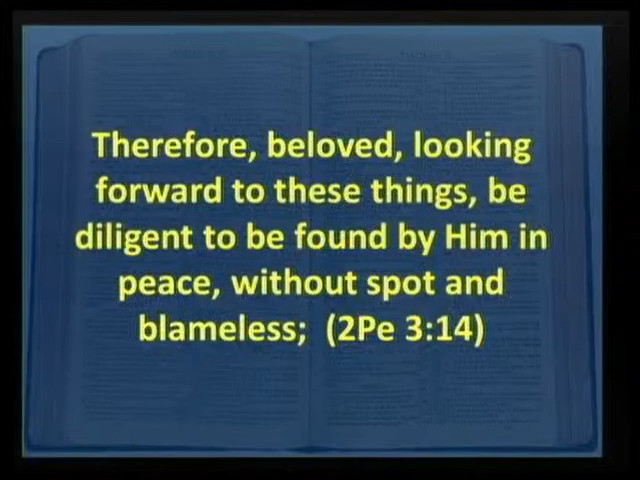 Therefore, beloved, looking
forward to these things, be
diligent to be found by Him in
peace, without spot and
blameless;  (2Pe 3:14)